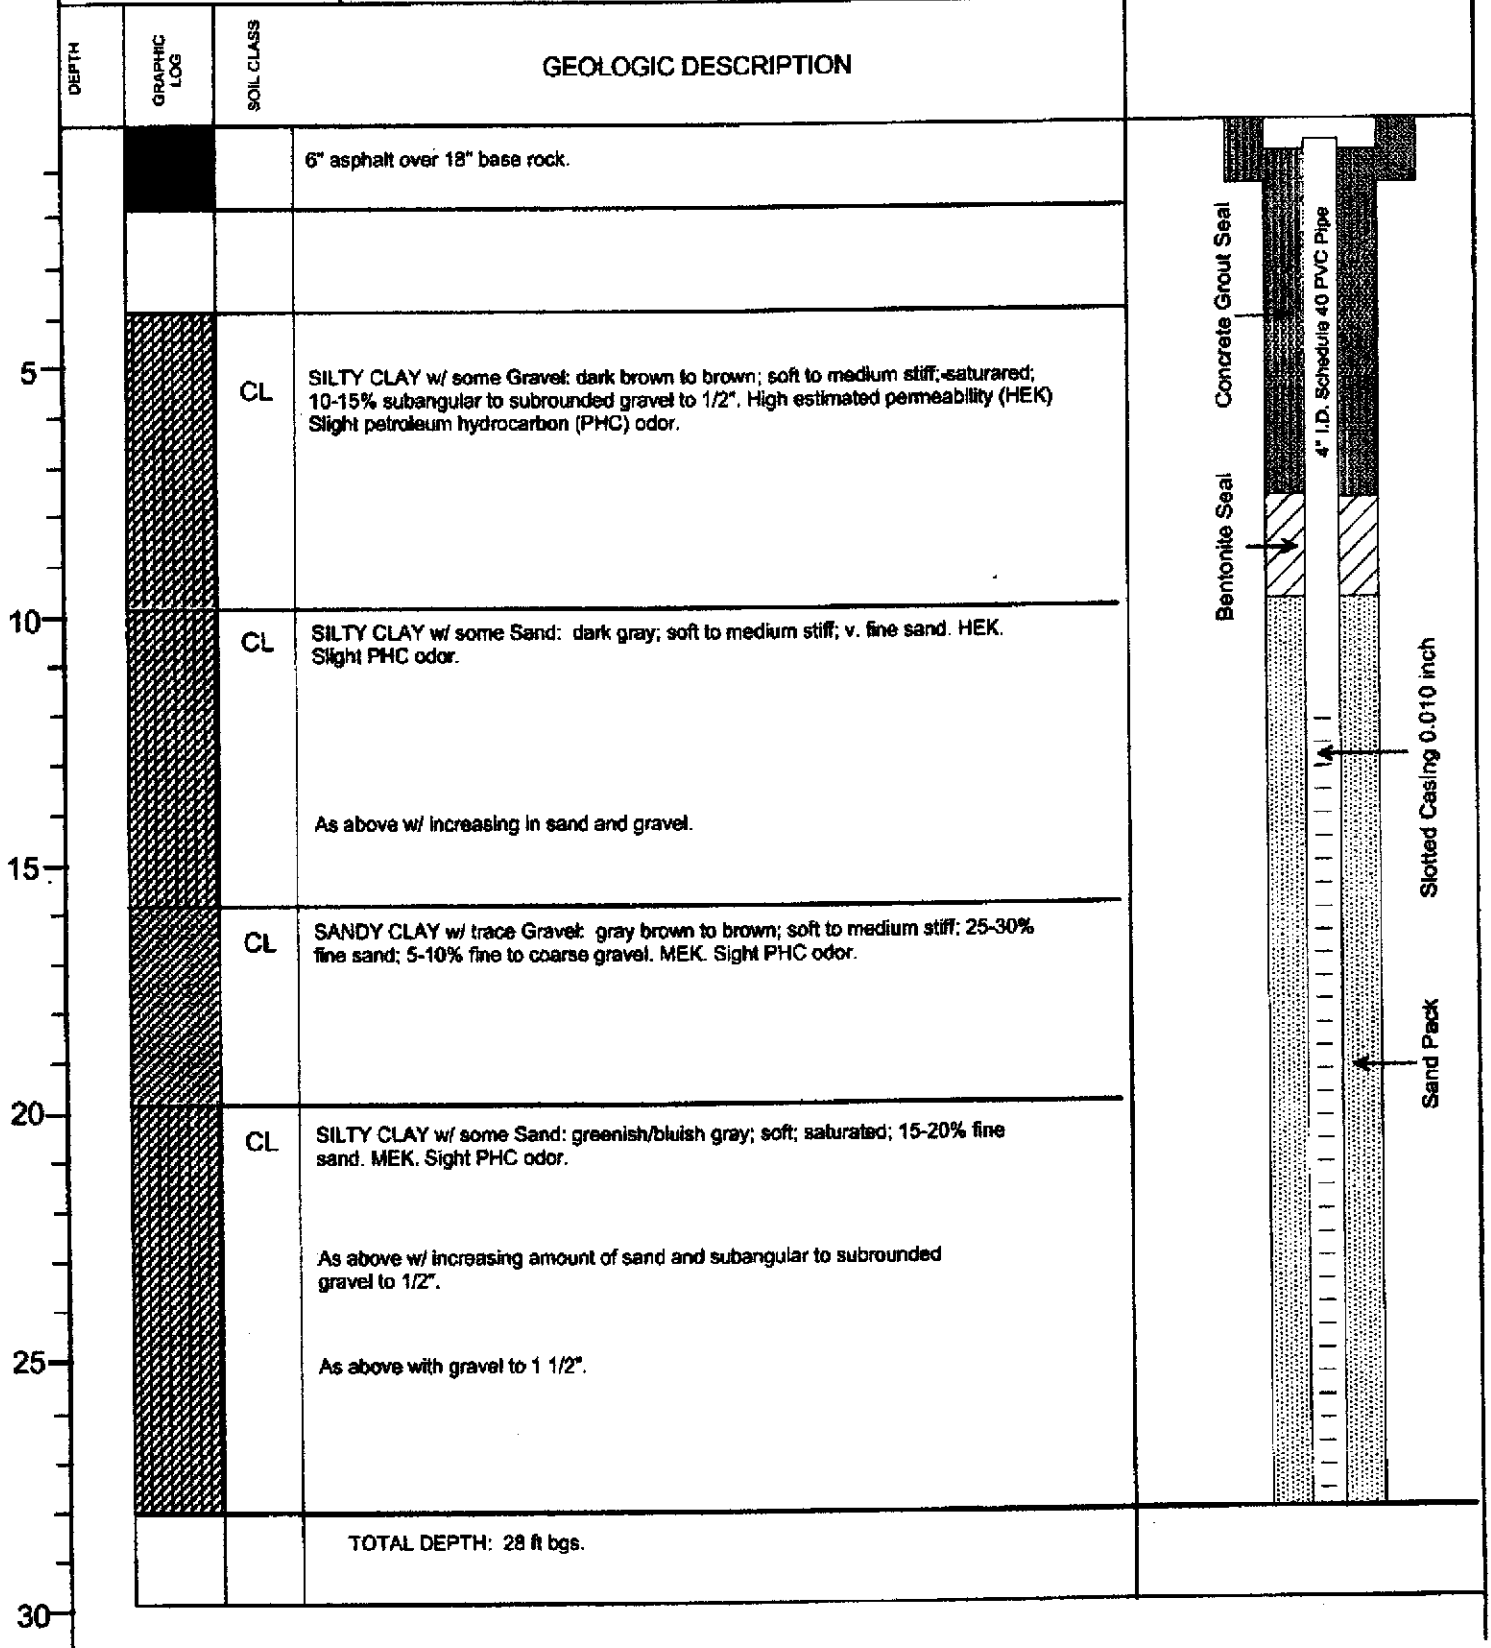 DEPTH
GRAPHIC
LOG
SOIL CLASS
GEOLOGIC DESCRIPTION
6" asphalt over 18" base rock.
5
CL
SILTY CLAY w/ some Gravel: dark brown to brown; soft to medium stiff; saturared;
10-15% subangular to subrounded gravel to 1/2". High estimated permeability (HEK)
Slight petroleum hydrocarbon (PHC) odor.
10
CL
SILTY CLAY w/ some Sand: dark gray; soft to medium stiff; v. fine sand. HEK.
Slight PHC odor.
As above w/ increasing in sand and gravel.
15
CL
SANDY CLAY w/ trace Gravel: gray brown to brown; soft to medium stiff; 25-30%
fine sand; 5-10% fine to coarse gravel. MEK. Sight PHC odor.
20
CL
SILTY CLAY w/ some Sand: greenish/bluish gray; soft; saturated; 15-20% fine
sand. MEK. Sight PHC odor.
As above w/ increasing amount of sand and subangular to subrounded
gravel to 1/2".
25
As above with gravel to 1 1/2".
TOTAL DEPTH: 28 ft bgs.
30
Concrete Grout Seal
4" I.D. Schedule 40 PVC Pipe
Bentonite Seal
Slotted Casing 0.010 inch
Sand Pack